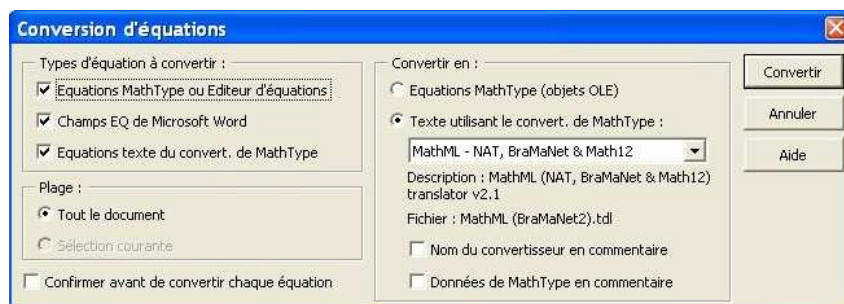 Conversion d'équations
Types d'équation à convertir :
Equations MathType ou Editeur d'équations
Champs EQ de Microsoft Word
Equations texte du convert. de MathType
Plage :
Tout le document
Sélection courante
Confirmer avant de convertir chaque équation
Convertir en :
Equations MathType (objets OLE)
Texte utilisant le convert. de MathType :
MathML - NAT, BraMaNet & Math12
Description : MathML (NAT, BraMaNet & Math12)
translator v2.1
Fichier : MathML (BraMaNet2).tdl
Nom du convertisseur en commentaire
Données de MathType en commentaire
Convertir
Annuler
Aide